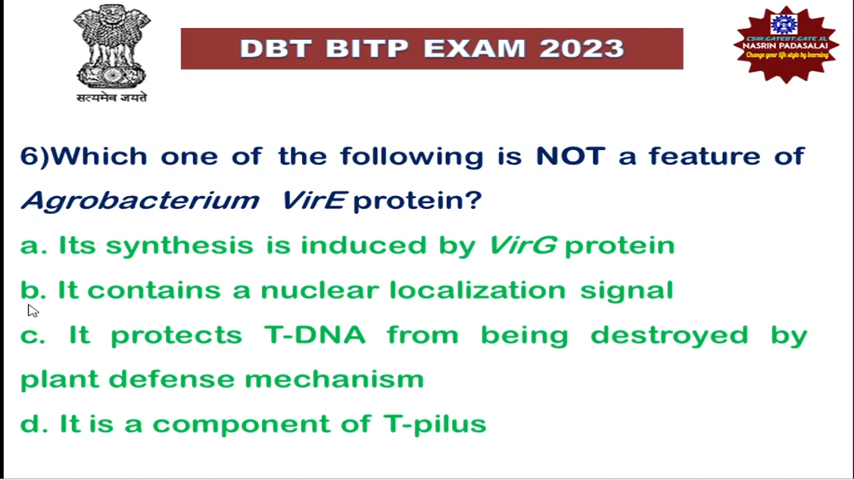 DBT BITP EXAM 2023
CSIR.GATEBT.GATE XL
NASRIN PADASALAI
Change your life style by learning
सत्यमेव जयते
6)Which one of the following is NOT a feature of
Agrobacterium VirE protein?
a. Its synthesis is induced by VirG protein
b. It contains a nuclear localization signal
c. It protects T-DNA from being destroyed by
plant defense mechanism
d. It is a component of T-pilus